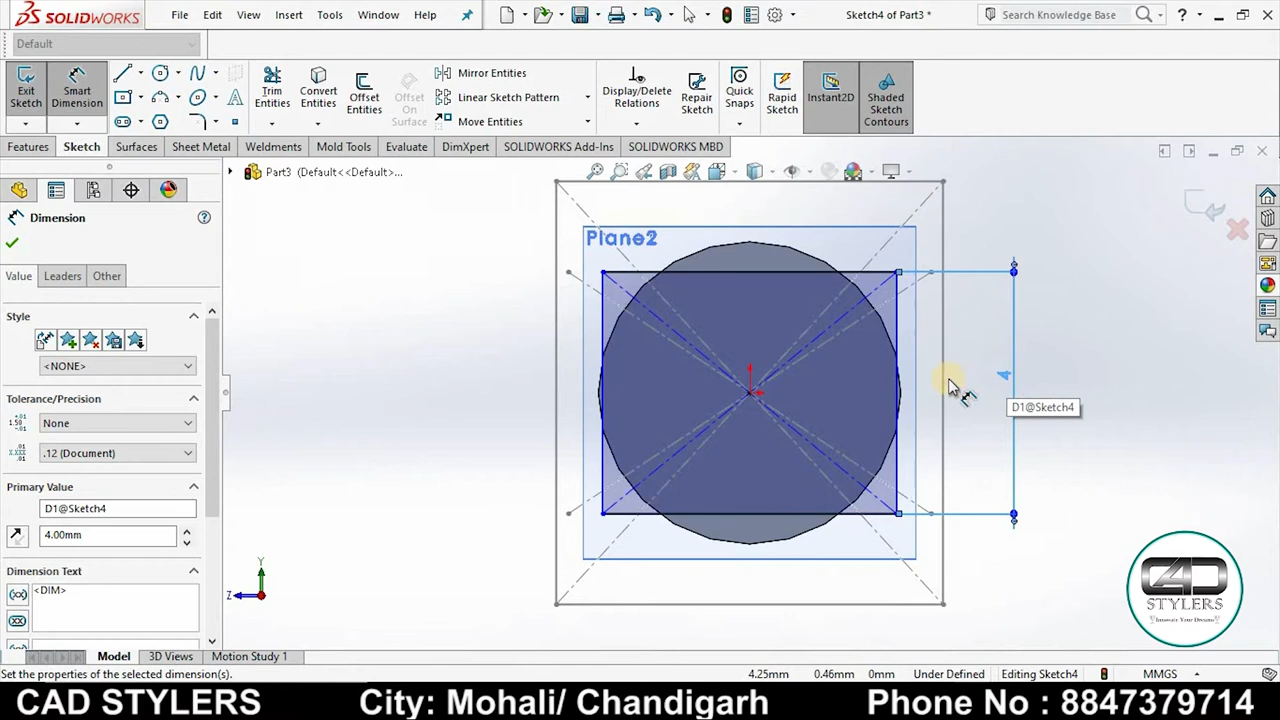 SOLIDWORKS
File Edit View Insert Tools Window Help
Sketch4 of Part3 *
Search Knowledge Base
?
Default
Exit Sketch
Smart Dimension
Trim Entities
Convert Entities
Offset Entities
Offset On Surface
Mirror Entities
Linear Sketch Pattern
Move Entities
Display/Delete Relations
Repair Sketch
Quick Snaps
Rapid Sketch
Instant2D
Shaded Sketch Contours
Features Sketch Surfaces Sheet Metal Weldments Mold Tools Evaluate DimXpert SOLIDWORKS Add-Ins SOLIDWORKS MBD
Part3 (Default<<Default>...
Dimension
Value Leaders Other
Style
<NONE>
Tolerance/Precision
None
.12 (Document)
Primary Value
D1@Sketch4
4.00mm
Dimension Text
<DIM>
Plane2
D1@Sketch4
Y
Z
CAD
STYLERS
Innovate Your Dreams
Model 3D Views Motion Study 1
Set the properties of the selected dimension(s).
4.25mm 0.46mm 0mm Under Defined Editing Sketch4 MMGS
CAD STYLERS City: Mohali/ Chandigarh Phone No : 8847379714